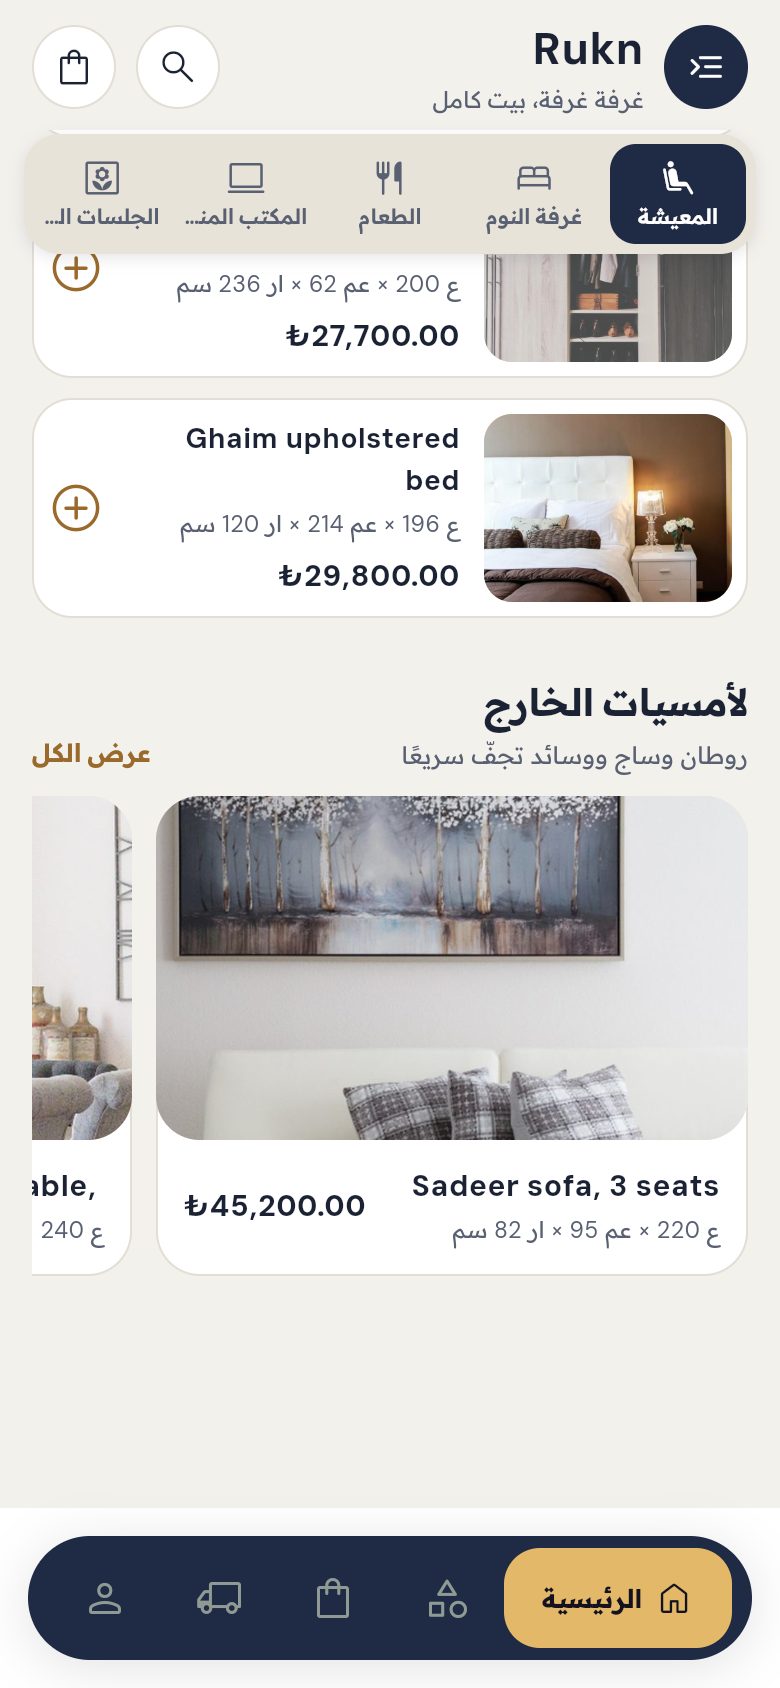 Rukn
غرفة غرفة، بيت كامل
المعيشة
غرفة النوم
الطعام
المكتب المنـ...
الجلسات الـ...
ع 200 × عم 62 × ار 236 سم
₺27,700.00
Ghaim upholstered
bed
ع 196 × عم 214 × ار 120 سم
₺29,800.00
لأمسيات الخارج
روطان وساج ووسائد تجفّ سريعًا
عرض الكل
Sadeer sofa, 3 seats
ع 220 × عم 95 × ار 82 سم
₺45,200.00
able,
ع 240
الرئيسية